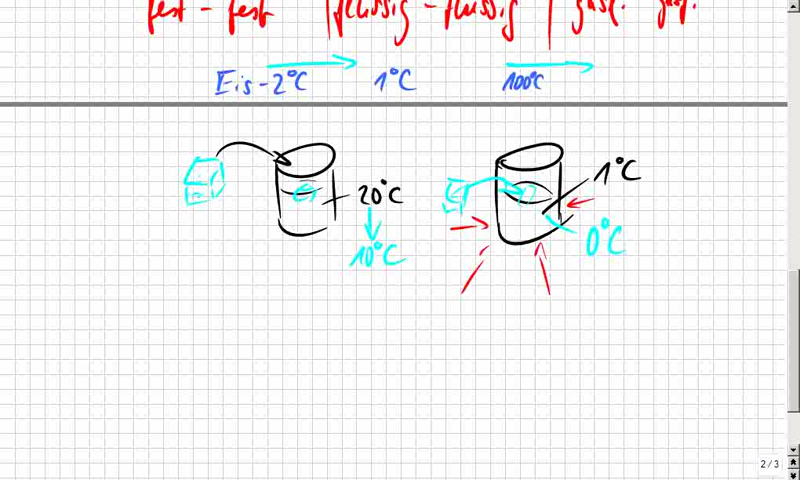 fest - fest | flüssig - flüssig | gasf. gasf.
Eis -2°C 1°C 100°C
20°C 1°C
10°C 0°C
2/3